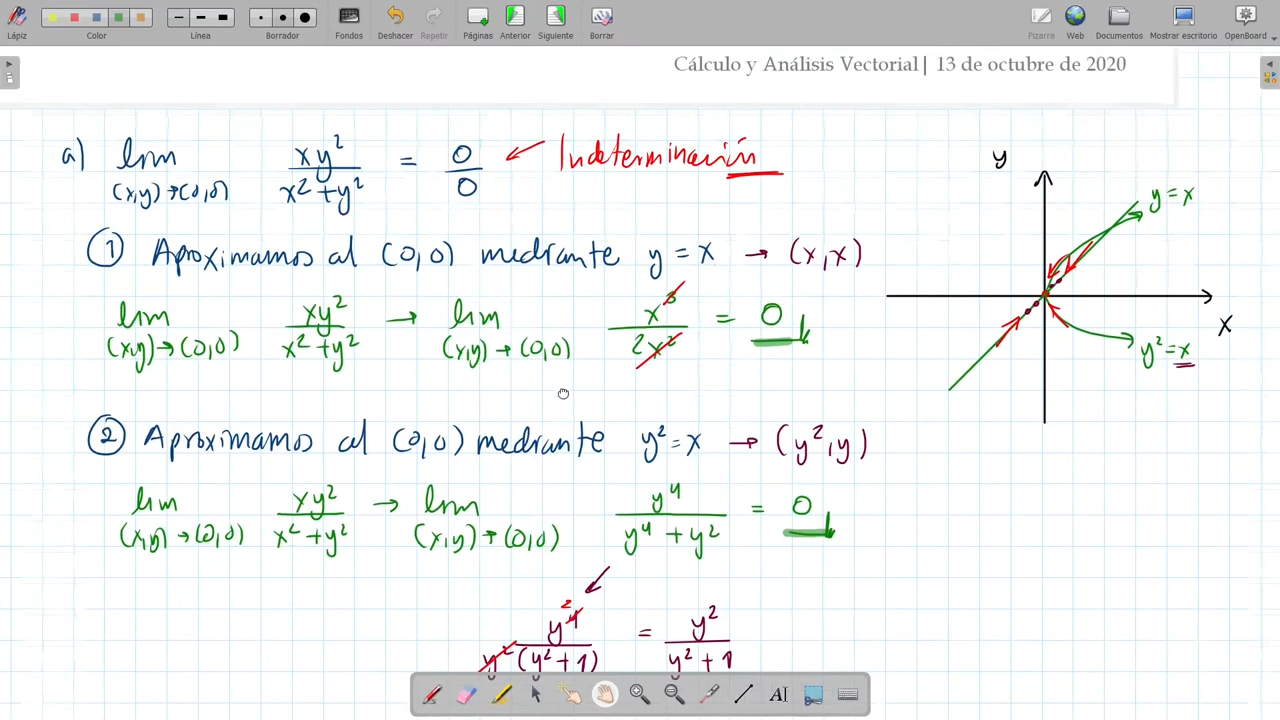 Lápiz Color Línea Borrador Fondos Deshacer Repetir Páginas Anterior Siguiente Borrar Pizarra Web Documentos Mostrar escritorio OpenBoard
Cálculo y Análisis Vectorial| 13 de octubre de 2020
a) lim (x,y)→(0,0) xy²/(x²+y²) = 0/0 ← Indeterminación
① Aproximamos al (0,0) mediante y = x → (x,x)
lim (x,y)→(0,0) xy²/(x²+y²) → lim (x,y)→(0,0) x³/2x² = 0
② Aproximamos al (0,0) mediante y² = x → (y²,y)
lim (x,y)→(0,0) xy²/(x²+y²) → lim (x,y)→(0,0) y⁴/(y⁴+y²) = 0
y⁴ ²/y²(y²+1) = y²/(y²+1)
y
y = x
x
y² = x
AI